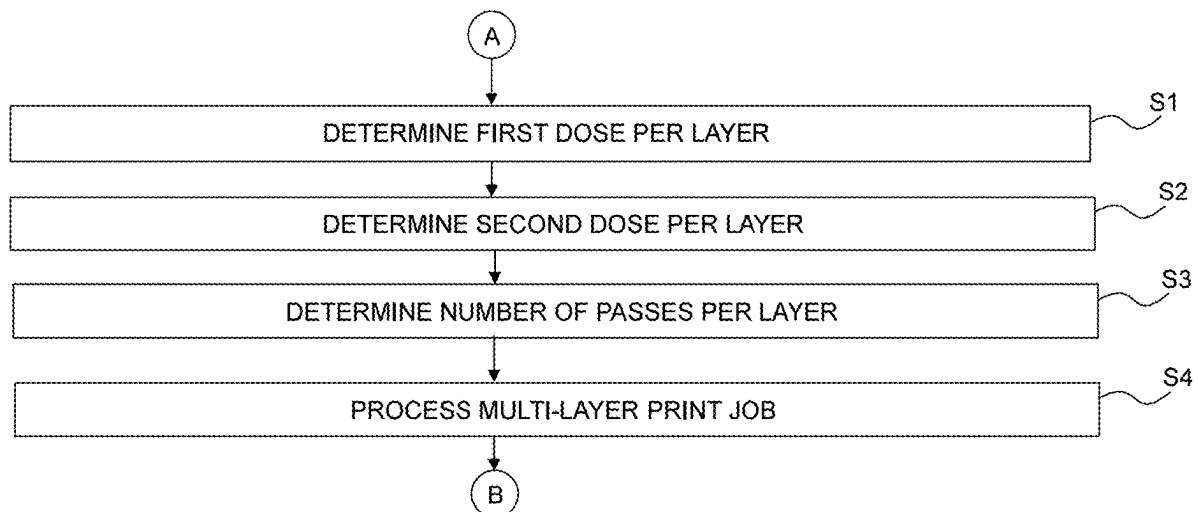 A
S1
DETERMINE FIRST DOSE PER LAYER
S2
DETERMINE SECOND DOSE PER LAYER
S3
DETERMINE NUMBER OF PASSES PER LAYER
S4
PROCESS MULTI-LAYER PRINT JOB
B